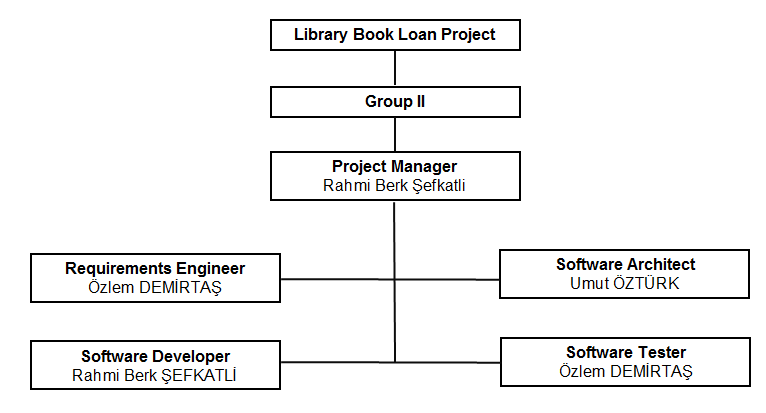 Library Book Loan Project
Group II
Project Manager
Rahmi Berk Şefkatli
Requirements Engineer
Özlem DEMİRTAŞ
Software Architect
Umut ÖZTÜRK
Software Developer
Rahmi Berk ŞEFKATLİ
Software Tester
Özlem DEMİRTAŞ